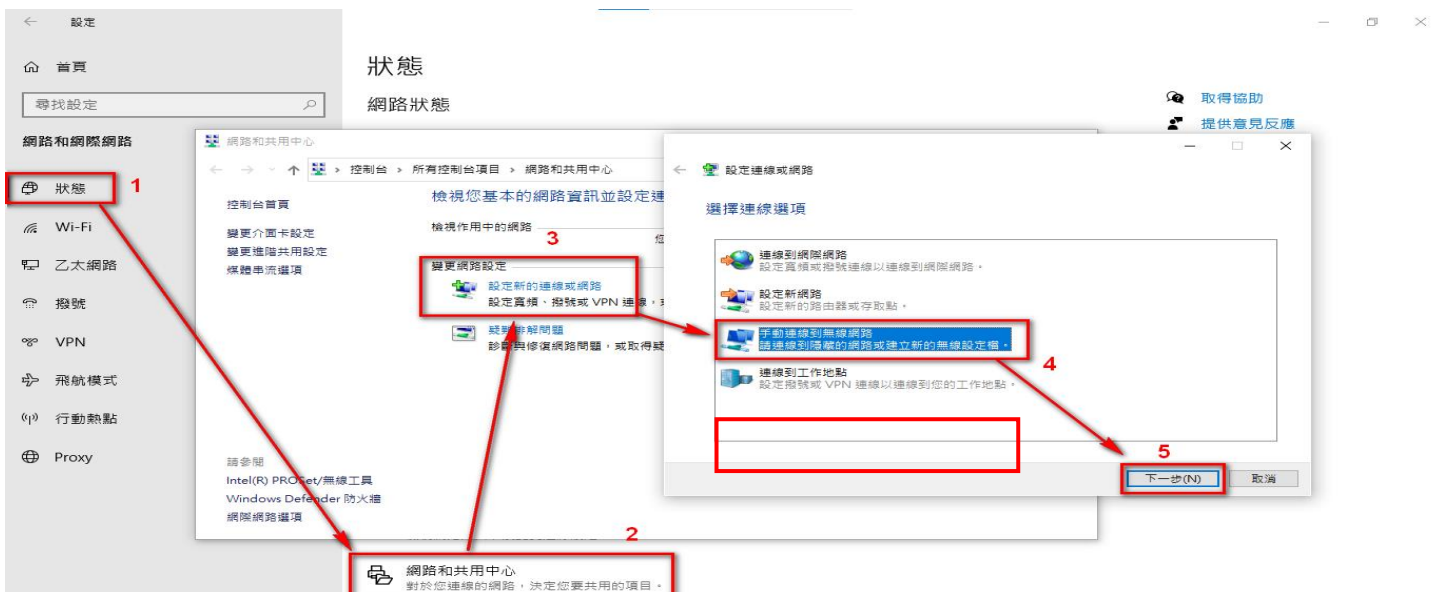 設定
首頁
尋找設定
網路和網際網路
狀態
1
Wi-Fi
乙太網路
撥號
VPN
飛航模式
行動熱點
Proxy
狀態
網路狀態
取得協助
提供意見反應
網路和共用中心
控制台 › 所有控制台項目 › 網路和共用中心
控制台首頁
變更介面卡設定
變更進階共用設定
媒體串流選項
檢視您基本的網路資訊並設定連
檢視作用中的網路
3
變更網路設定
設定新的連線或網路
設定寬頻、撥號或 VPN 連線,
疑難排解問題
診斷與修復網路問題,或取得疑
請參閱
Intel(R) PROSet/無線工具
Windows Defender 防火牆
網際網路選項
設定連線或網路
選擇連線選項
連線到網際網路
設定寬頻或撥號連線以連線到網際網路。
設定新網路
設定新的路由器或存取點。
手動連線到無線網路
請連線到隱藏的網路或建立新的無線設定檔。
4
連線到工作地點
設定撥號或 VPN 連線以連線到您的工作地點。
5
下一步(N)
取消
2
網路和共用中心
對於您連線的網路,決定您要共用的項目。